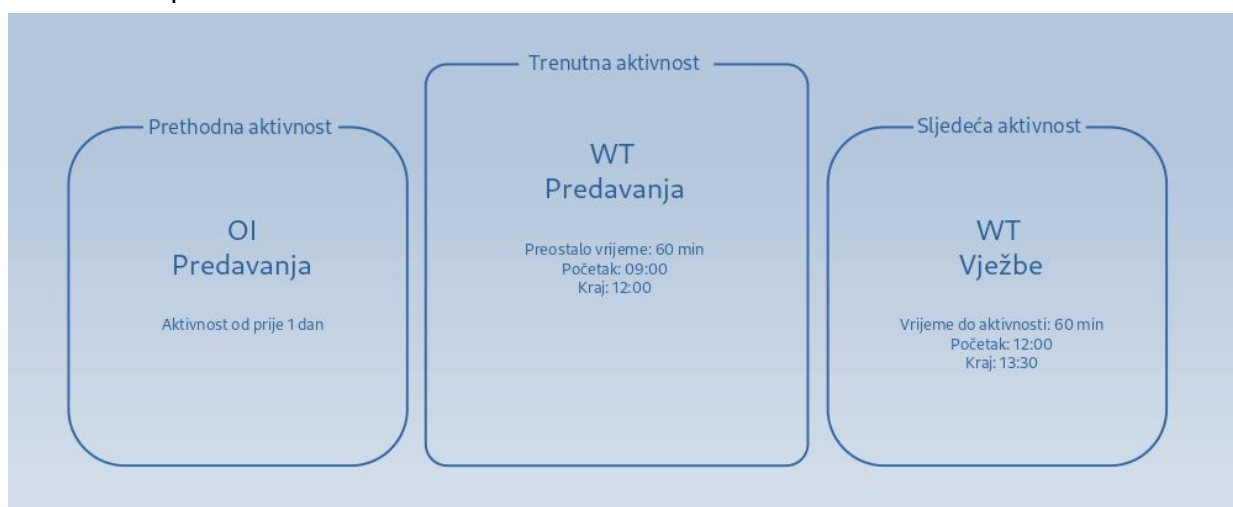 Prethodna aktivnost
OI
Predavanja
Aktivnost od prije 1 dan
Trenutna aktivnost
WT
Predavanja
Preostalo vrijeme: 60 min
Početak: 09:00
Kraj: 12:00
Sljedeća aktivnost
WT
Vježbe
Vrijeme do aktivnosti: 60 min
Početak: 12:00
Kraj: 13:30